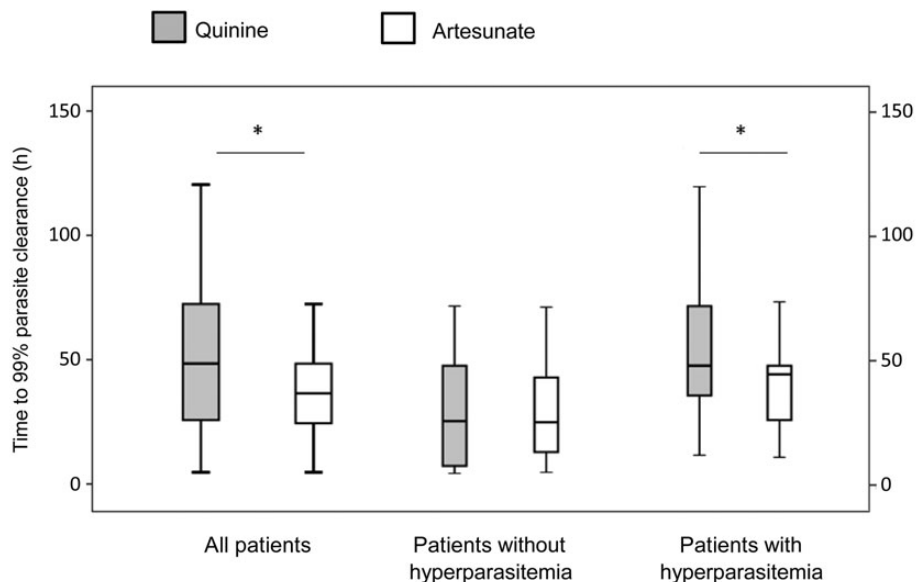 Quinine
Artesunate
Time to 99% parasite clearance (h)
150
100
50
0
*
*
150
100
50
0
All patients
Patients without
hyperparasitemia
Patients with
hyperparasitemia